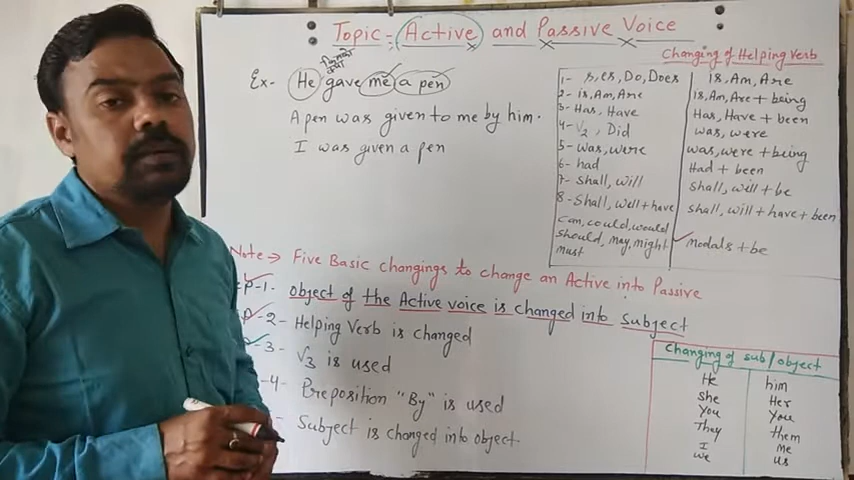 Topic - Active and Passive Voice
Changing of Helping Verb
Ex- He gave me a pen
A pen was given to me by him.
I was given a pen
1- s, es, Do, Does is, Am, Are
2- is, Am, Are is, Am, Are + being
3- Has, Have Has, Have + been
4- V2, Did was, were
5- was, were was, were + being
6- had Had + been
7- Shall, will shall, will + be
8- Shall, Well + have shall, will + have + been
can, could, would
should, may, might Modals + be
must
Note → Five Basic changings to change an Active into Passive
P-1- Object of the Active voice is changed into Subject
P-2- Helping Verb is changed
-3- V3 is used
-4- Preposition "By" is used
Subject is changed into object.
Changing of sub/object
He him
She Her
You You
They them
I me
we us